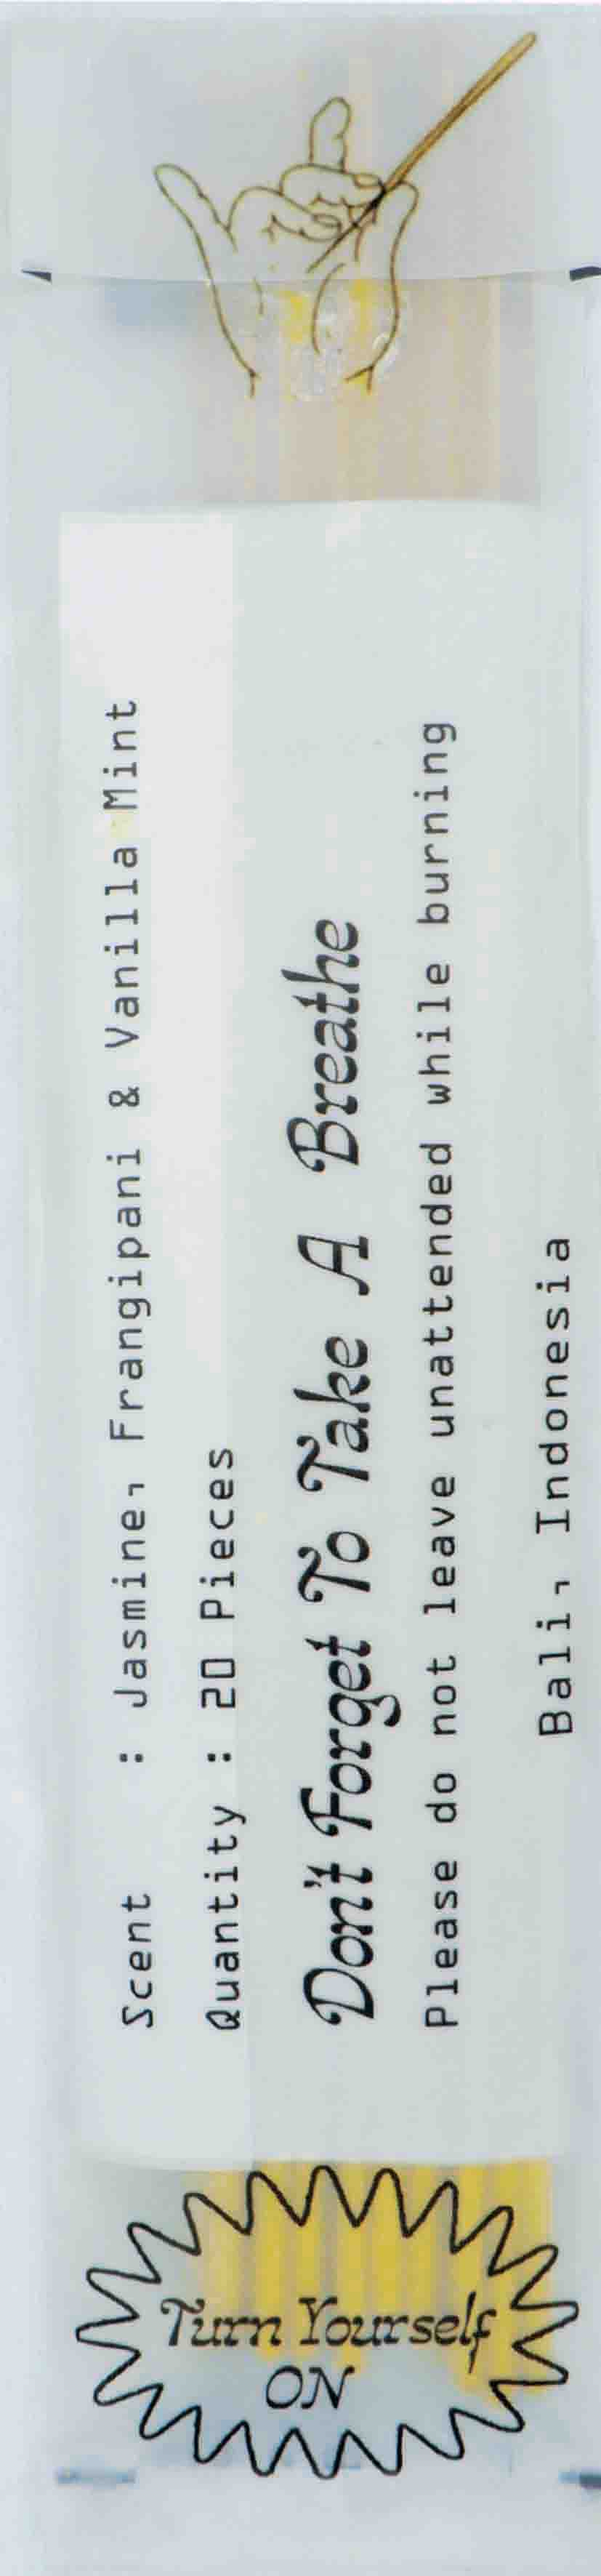 Scent : Jasmine, Frangipani & Vanilla Mint
Quantity : 20 Pieces
Don't Forget To Take A Breathe
Please do not leave unattended while burning
Bali, Indonesia
Turn Yourself
ON